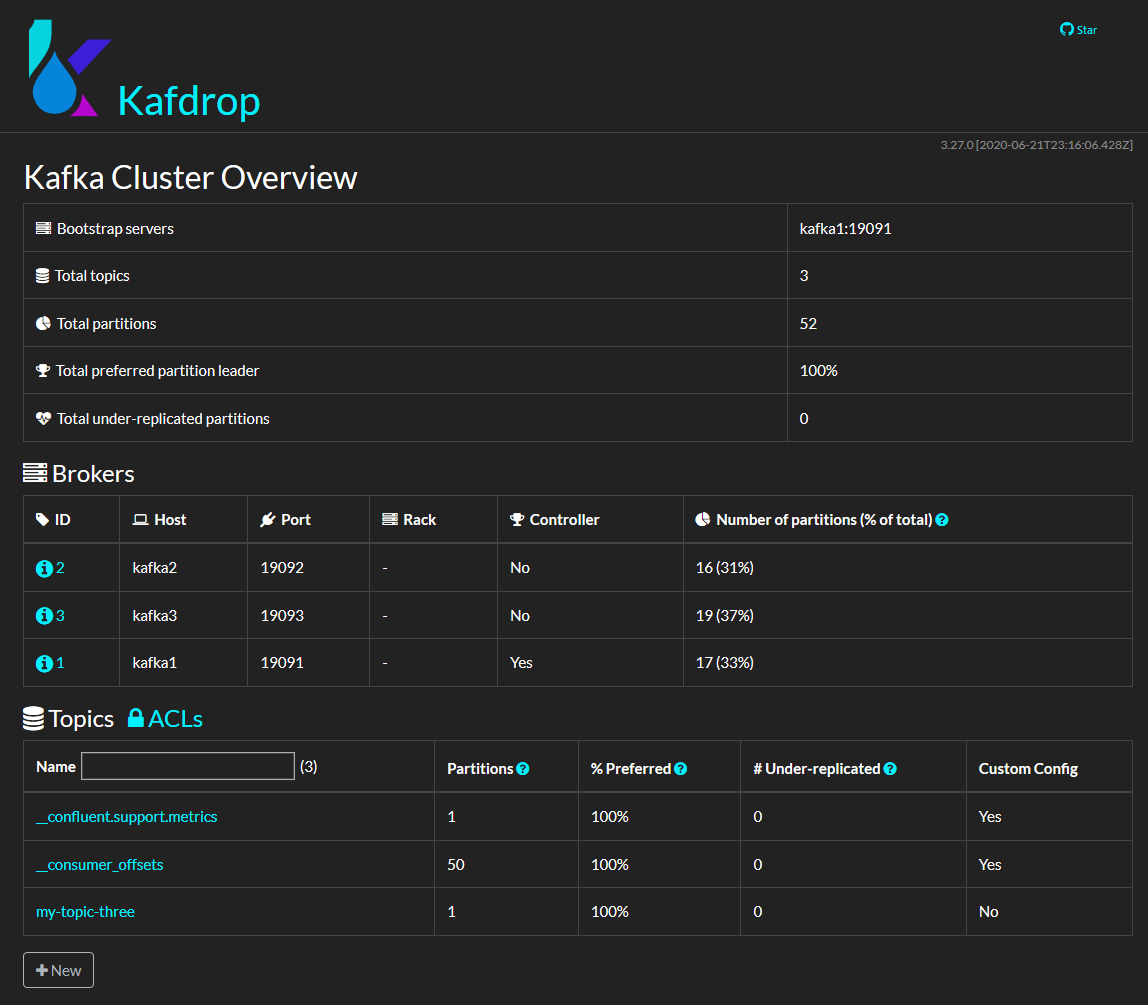 Star
Kafdrop
3.27.0 [2020-06-21T23:16:06.428Z]
Kafka Cluster Overview
Bootstrap servers kafka1:19091
Total topics 3
Total partitions 52
Total preferred partition leader 100%
Total under-replicated partitions 0
Brokers
ID Host Port Rack Controller Number of partitions (% of total) ?
i 2 kafka2 19092 - No 16 (31%)
i 3 kafka3 19093 - No 19 (37%)
i 1 kafka1 19091 - Yes 17 (33%)
Topics ACLs
Name (3) Partitions ? % Preferred ? # Under-replicated ? Custom Config
__confluent.support.metrics 1 100% 0 Yes
__consumer_offsets 50 100% 0 Yes
my-topic-three 1 100% 0 No
+ New